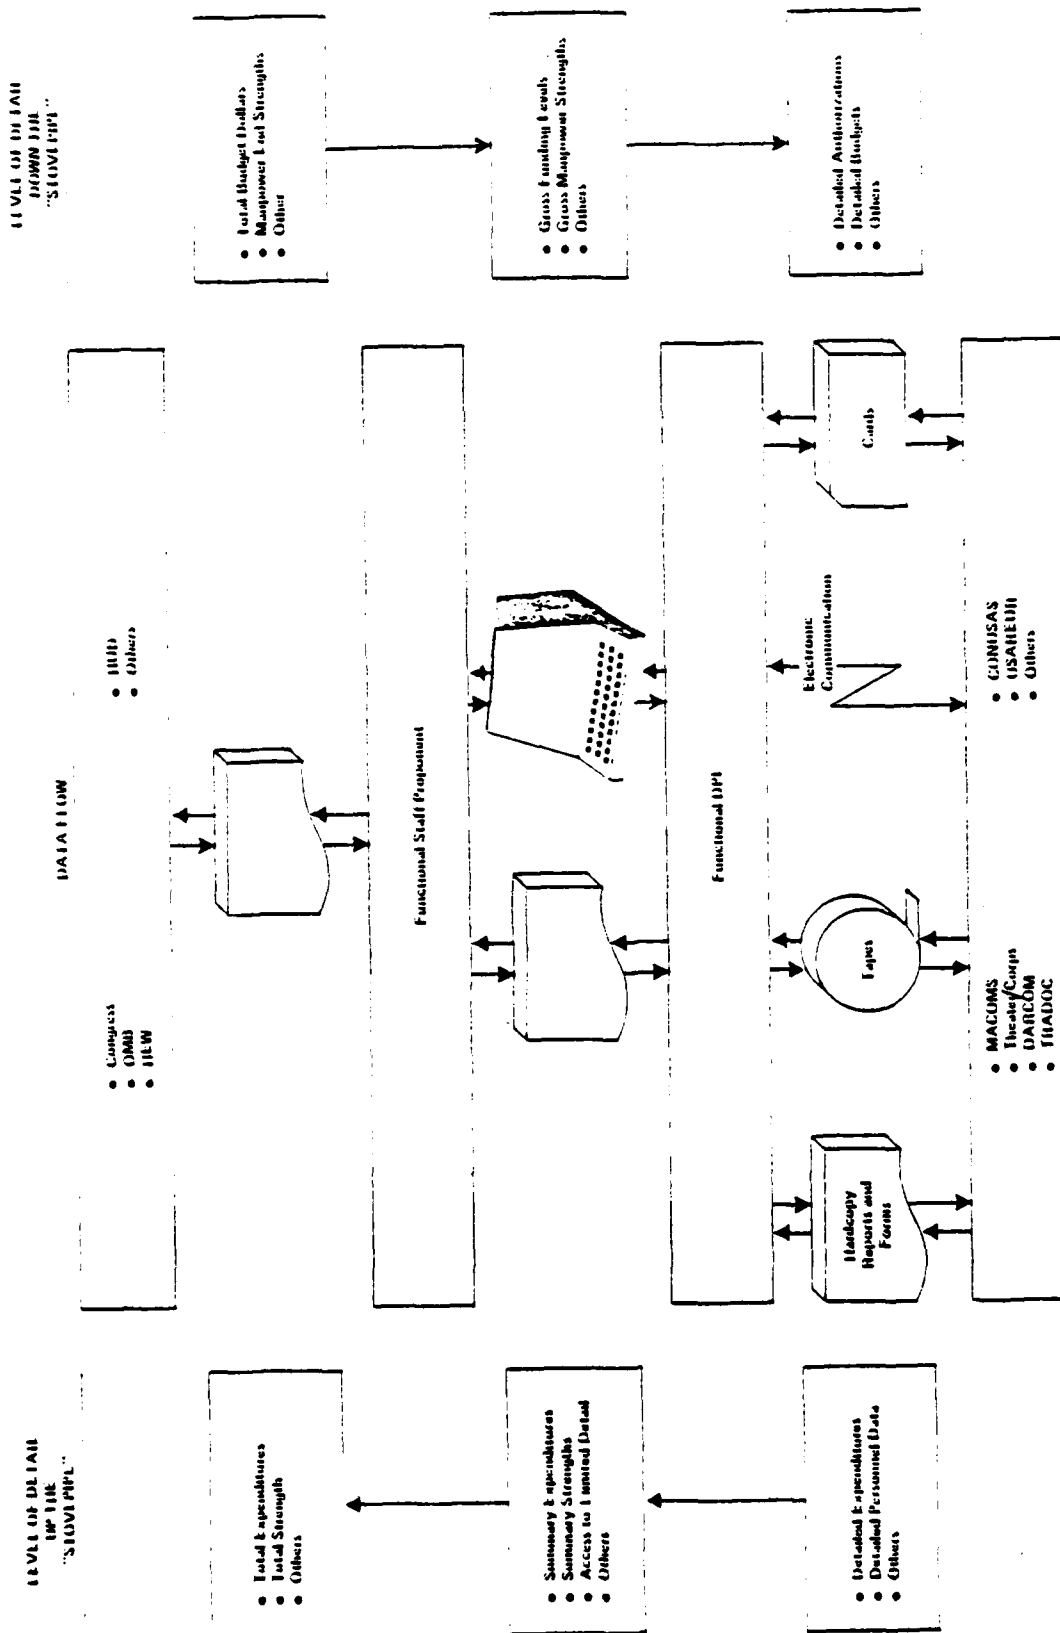 LEVEL OF DETAIL
UP THE
"STOVEPIPE"
• Total Expenditures
• Total Strength
• Others
• Summary Expenditures
• Summary Strengths
• Access to Limited Detail
• Others
• Detailed Expenditures
• Detailed Personnel Data
• Others
DATA FLOW
• Congress
• OMB
• HEW
• HUD
• Others
Functional Staff Proponent
Functional DPI
Hardcopy
Reports and
Forms
Tapes
Electronic
Communication
Cards
• MACOMS
• Theater/Corps
• DARCOM
• TRADOC
• CONUSAS
• USAREUR
• Others
LEVEL OF DETAIL
DOWN THE
"STOVEPIPE"
• Total Budget Dollars
• Manpower End Strengths
• Other
• Gross Funding Levels
• Gross Manpower Strengths
• Others
• Detailed Authorizations
• Detailed Budgets
• Others